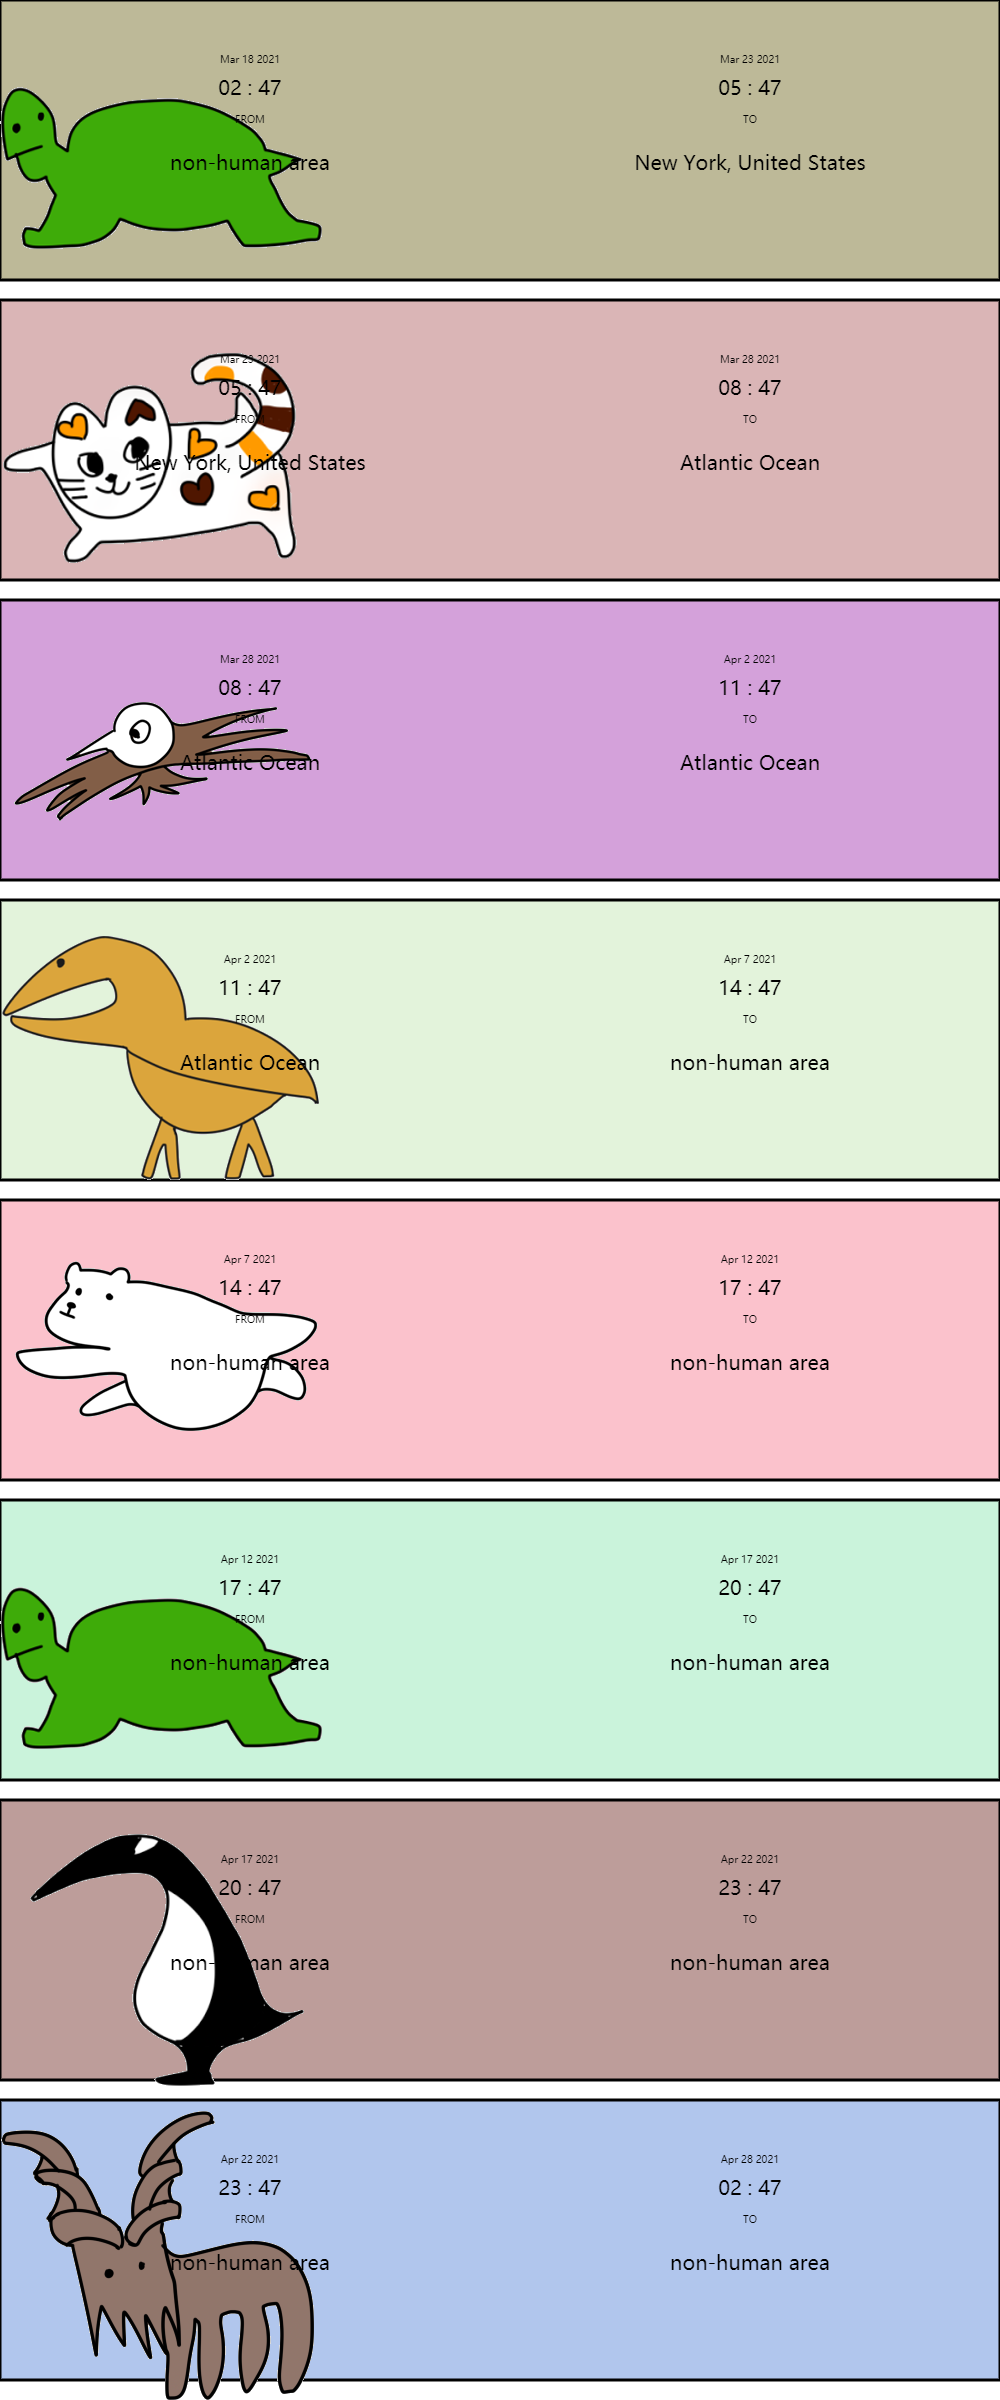 Mar 18 2021
02 : 47
FROM
non-human area
Mar 23 2021
05 : 47
TO
New York, United States
Mar 23 2021
05 : 47
FROM
New York, United States
Mar 28 2021
08 : 47
TO
Atlantic Ocean
Mar 28 2021
08 : 47
FROM
Atlantic Ocean
Apr 2 2021
11 : 47
TO
Atlantic Ocean
Apr 2 2021
11 : 47
FROM
Atlantic Ocean
Apr 7 2021
14 : 47
TO
non-human area
Apr 7 2021
14 : 47
FROM
non-human area
Apr 12 2021
17 : 47
TO
non-human area
Apr 12 2021
17 : 47
FROM
non-human area
Apr 17 2021
20 : 47
TO
non-human area
Apr 17 2021
20 : 47
FROM
non-human area
Apr 22 2021
23 : 47
TO
non-human area
Apr 22 2021
23 : 47
FROM
non-human area
Apr 28 2021
02 : 47
TO
non-human area